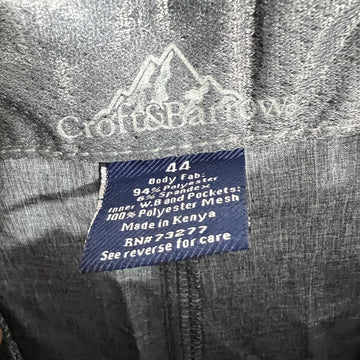 Croft&Barrow
44
Body Fab:
94% Polyester
6% Spandex
Inner W.B and Pockets:
100% Polyester Mesh
Made in Kenya
RN#73277
See reverse for care